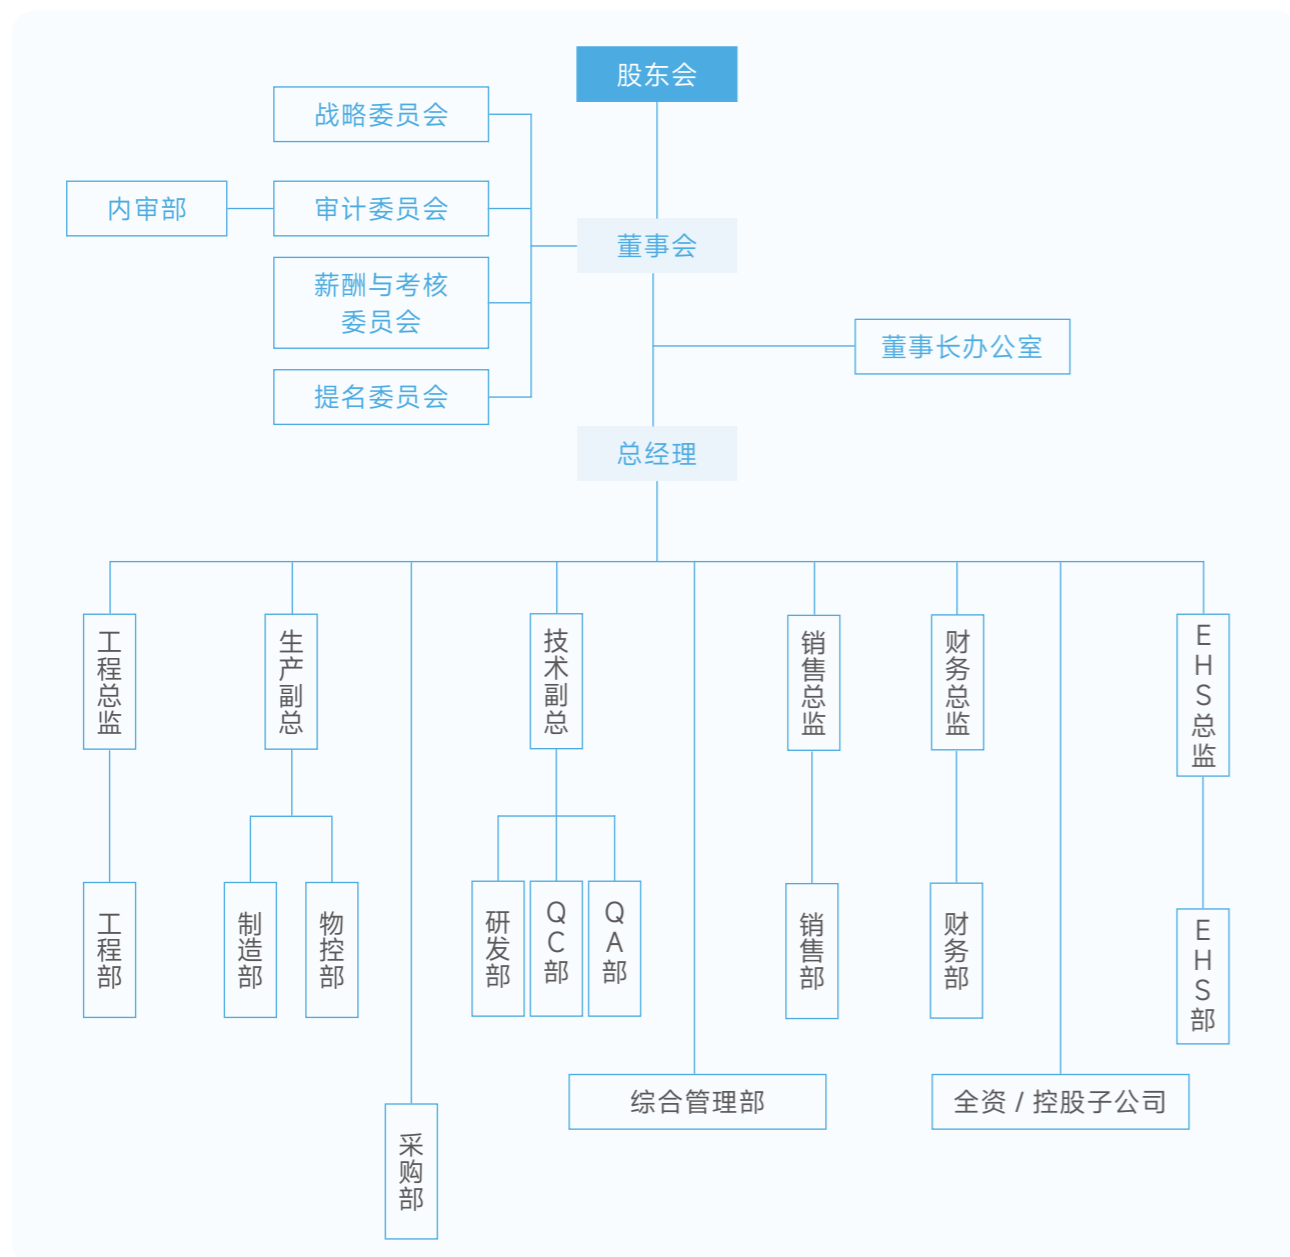 股东会
战略委员会
内审部
审计委员会
董事会
薪酬与考核
委员会
董事长办公室
提名委员会
总经理
工程总监
生产副总
技术副总
销售总监
财务总监
EHS总监
工程部
制造部
物控部
研发部
QC部
QA部
销售部
财务部
EHS部
综合管理部
全资 / 控股子公司
采购部